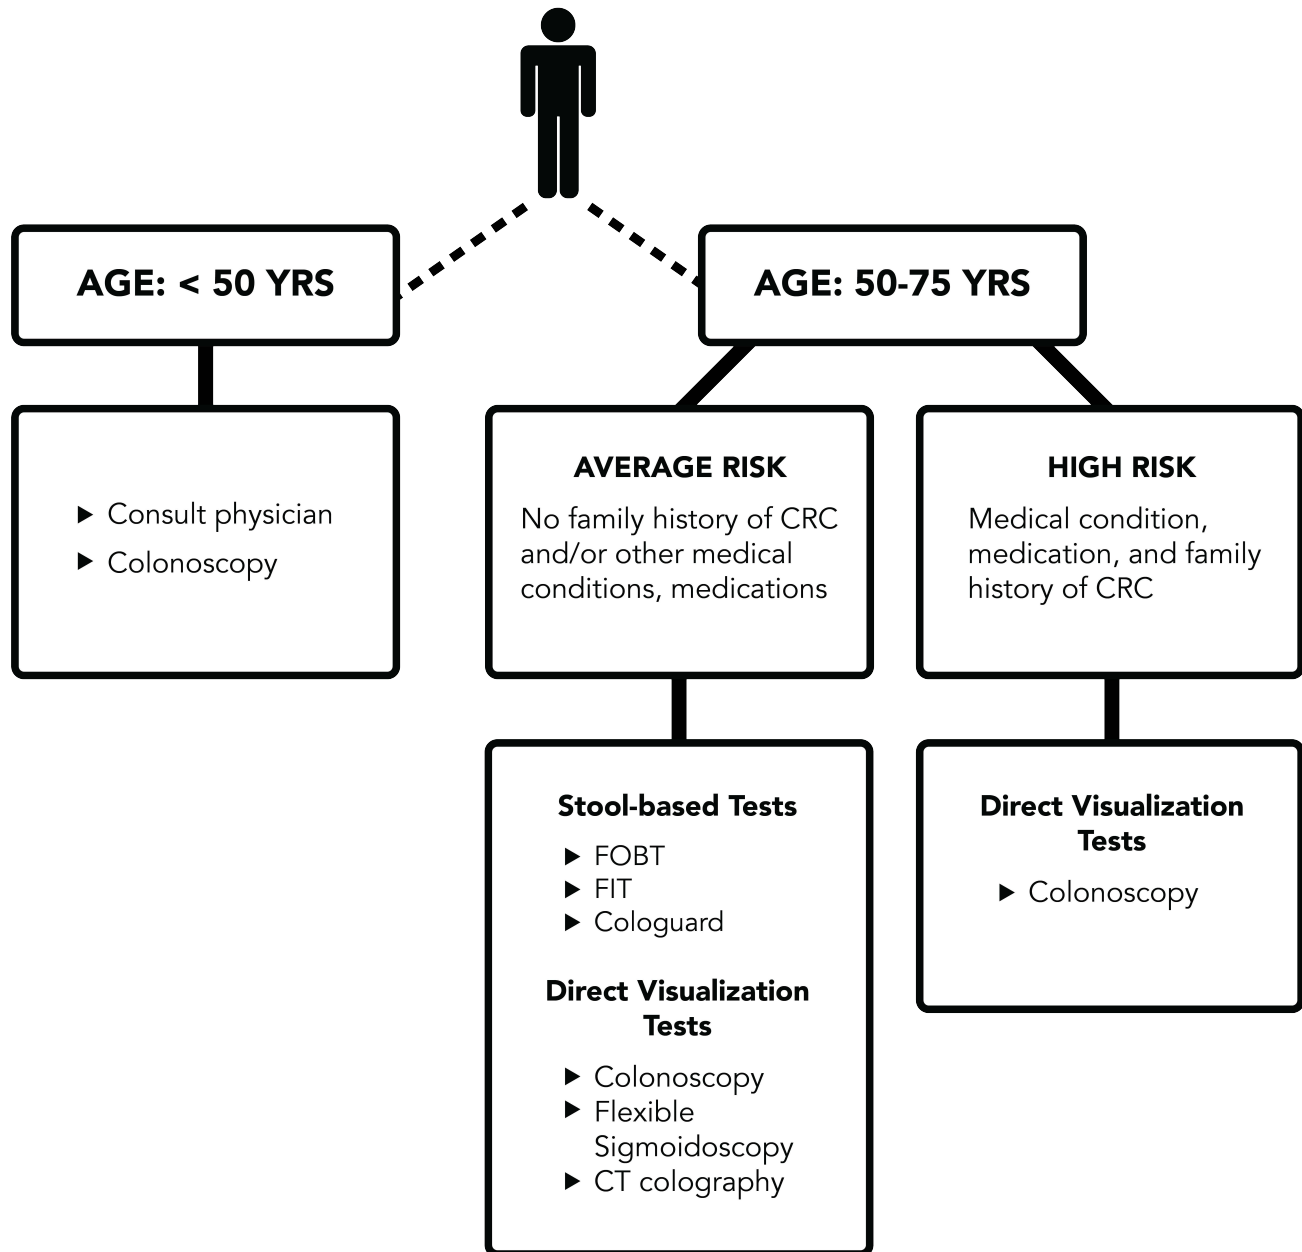 AGE: < 50 YRS
AGE: 50-75 YRS
▶ Consult physician
▶ Colonoscopy
AVERAGE RISK
No family history of CRC
and/or other medical
conditions, medications
HIGH RISK
Medical condition,
medication, and family
history of CRC
Stool-based Tests
▶ FOBT
▶ FIT
▶ Cologuard
Direct Visualization
Tests
▶ Colonoscopy
▶ Flexible
Sigmoidoscopy
▶ CT colography
Direct Visualization
Tests
▶ Colonoscopy